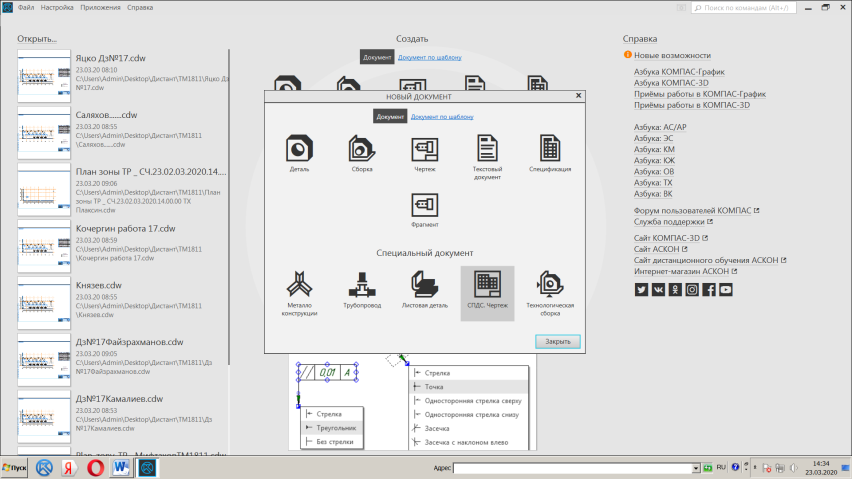 Файл Настройка Приложения Справка
Поиск по командам (Alt+/)
Открыть...
Яцко Дз№17.cdw
23.03.20 08:10
C:\Users\Admin\Desktop\Дистант\ТМ1811\Яцко Дз
№17.cdw
Саляхов......cdw
23.03.20 08:55
C:\Users\Admin\Desktop\Дистант\ТМ1811
\Саляхов......cdw
План зоны ТР _ СЧ.23.02.03.2020.14....
23.03.20 09:06
C:\Users\Admin\Desktop\Дистант\ТМ1811\План
зоны ТР _ СЧ.23.02.03.2020.14.00.00 ТХ
Плаксин.cdw
Кочергин работа 17.cdw
23.03.20 08:59
C:\Users\Admin\Desktop\Дистант\ТМ1811
\Кочергин работа 17.cdw
Князев.cdw
23.03.20 08:55
C:\Users\Admin\Desktop\Дистант\ТМ1811
\Князев.cdw
Дз№17Файзрахманов.cdw
23.03.20 09:05
C:\Users\Admin\Desktop\Дистант\ТМ1811\Дз
№17Файзрахманов.cdw
Дз№17Камалиев.cdw
23.03.20 08:53
C:\Users\Admin\Desktop\Дистант\ТМ1811\Дз
№17Камалиев.cdw
Создать
Документ Документ по шаблону
НОВЫЙ ДОКУМЕНТ
Документ Документ по шаблону
Деталь Сборка Чертеж Текстовый документ Спецификация
Фрагмент
Специальный документ
Металло конструкции Трубопровод Листовая деталь СПДС. Чертеж Технологическая сборка
Закрыть
0,01 А
Стрелка
Треугольник
Без стрелки
Стрелка
Точка
Односторонняя стрелка сверху
Односторонняя стрелка снизу
Засечка
Засечка с наклоном влево
Справка
Новые возможности
Азбука КОМПАС-График
Азбука КОМПАС-3D
Приёмы работы в КОМПАС-График
Приёмы работы в КОМПАС-3D
Азбука: АС/АР
Азбука: ЭС
Азбука: КМ
Азбука: КЖ
Азбука: ОВ
Азбука: ТХ
Азбука: ВК
Форум пользователей КОМПАС
Служба поддержки
Сайт КОМПАС-3D
Сайт АСКОН
Сайт дистанционного обучения АСКОН
Интернет-магазин АСКОН
Пуск
Адрес
RU
14:34
23.03.2020